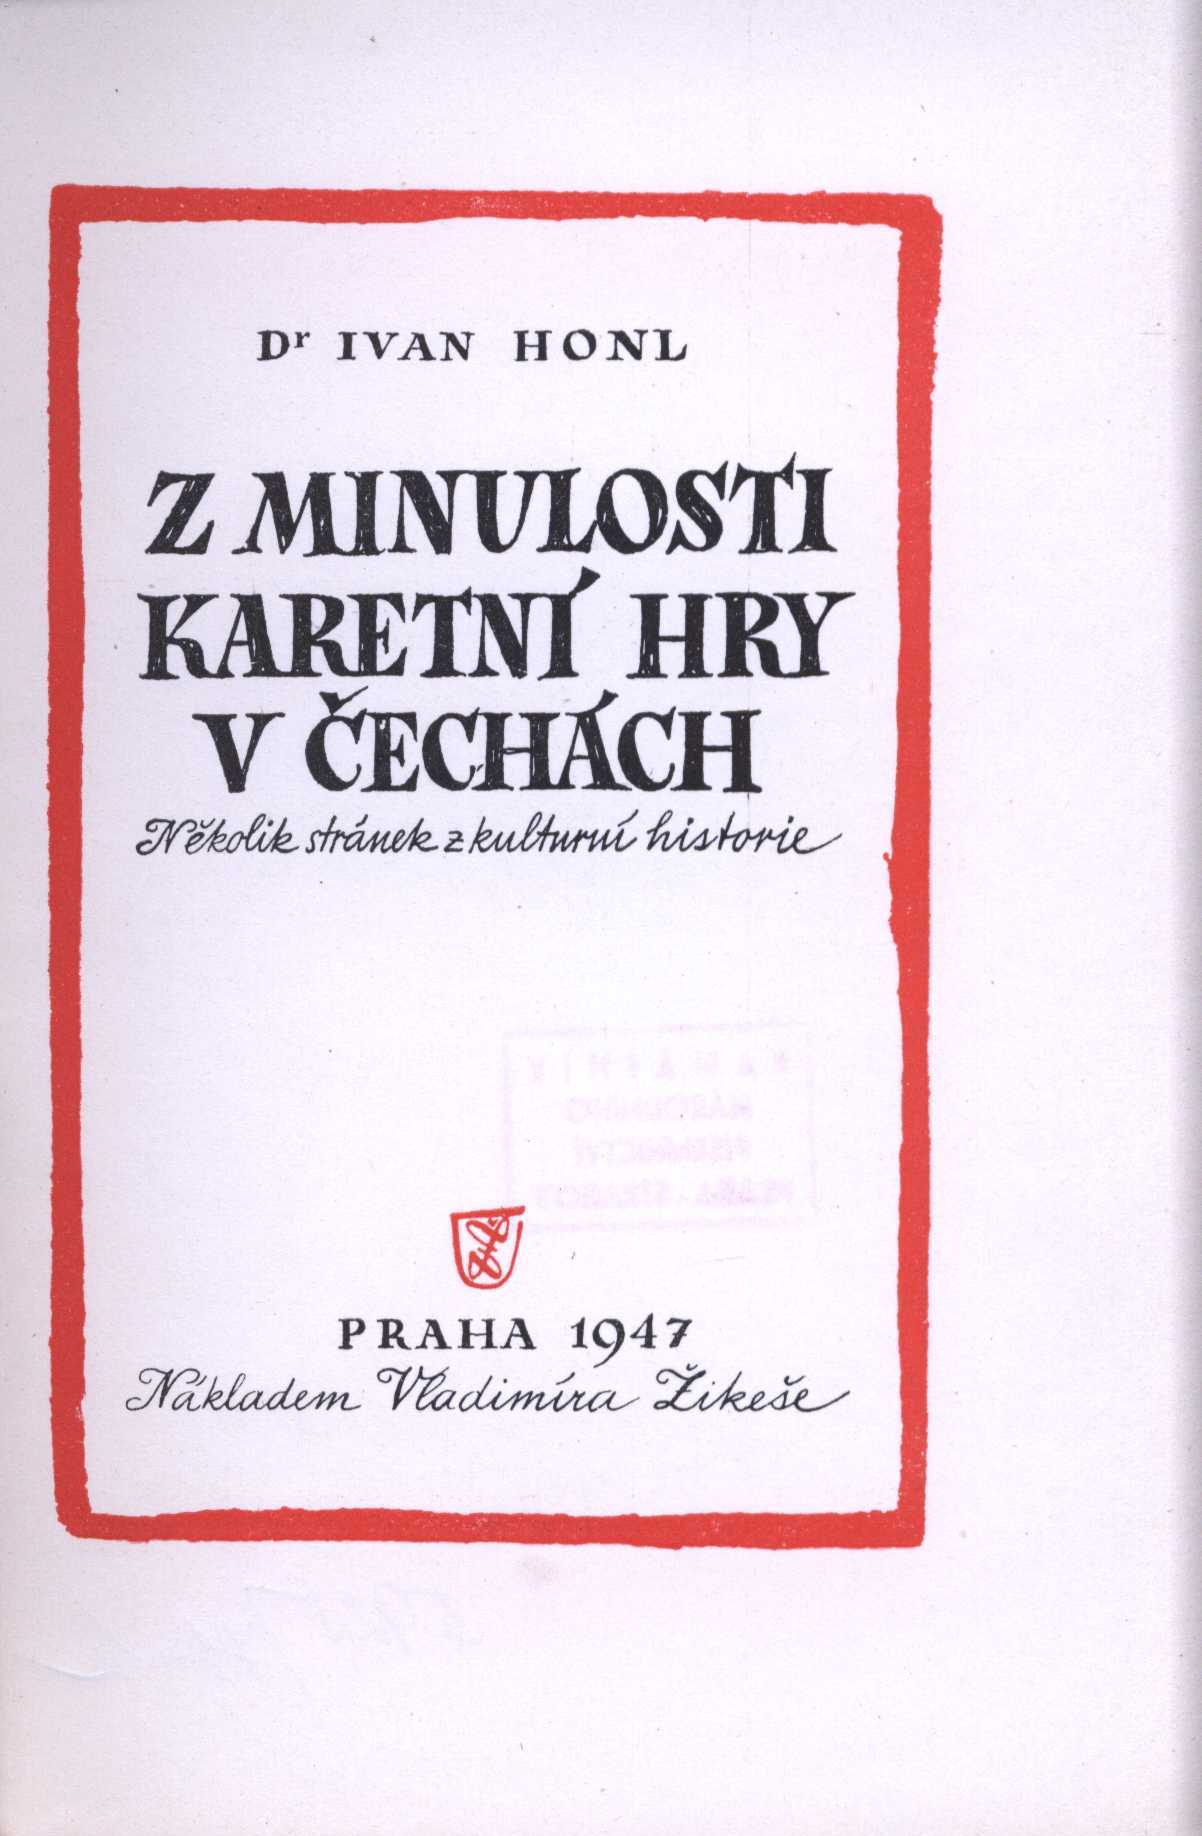 Dr IVAN HONL
Z MINULOSTI
KARETNÍ HRY
V ČECHÁCH
Několik stránek z kulturní historie
PRAHA 1947
Nákladem Vladimíra Žikeše